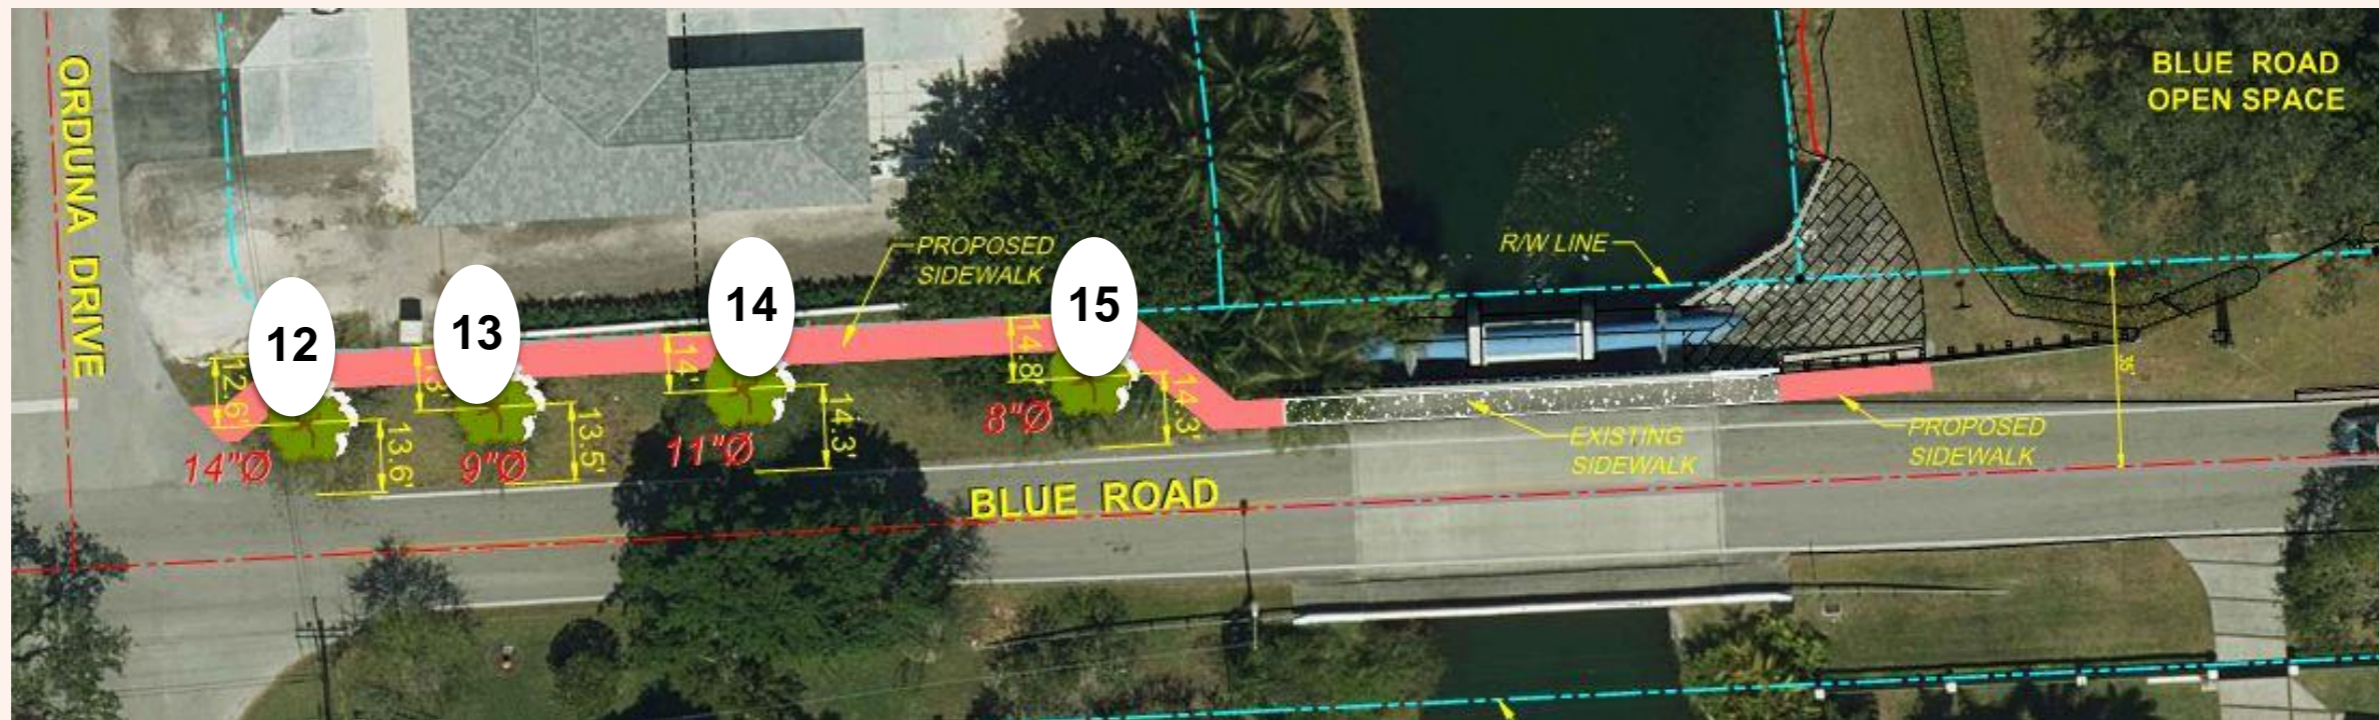 ORDUNA DRIVE
BLUE ROAD
OPEN SPACE
PROPOSED
SIDEWALK
R/W LINE
12
13
14
15
12.6'
14'
14.8'
13.6'
13.5'
14.3'
14.3'
14"Ø
9"Ø
11"Ø
8"Ø
35'
EXISTING
SIDEWALK
PROPOSED
SIDEWALK
BLUE ROAD